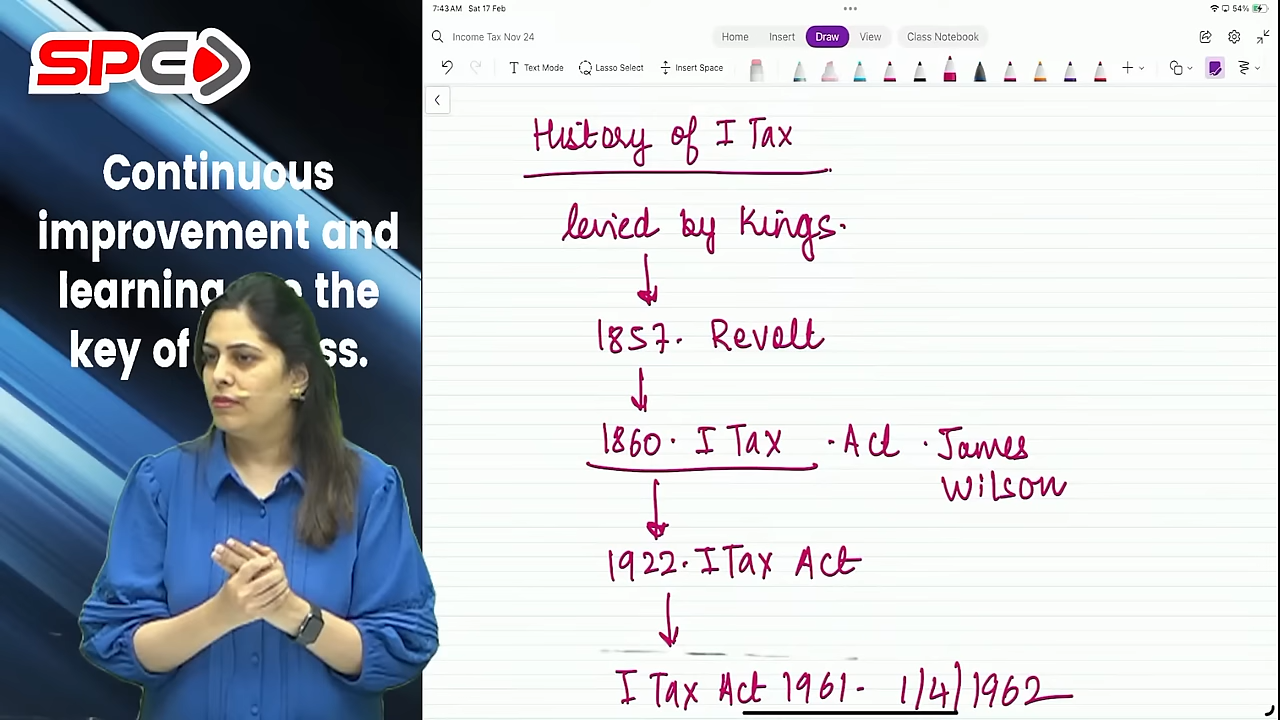 7:43 AM Sat 17 Feb
54%
Income Tax Nov 24
Home Insert Draw View Class Notebook
Text Mode Lasso Select Insert Space
SPE
Continuous
improvement and
learning the
key of ss.
History of I Tax
levied by Kings.
1857. Revolt
1860. I Tax . Act . James
Wilson
1922. I Tax Act
I Tax Act 1961- 1/4/1962